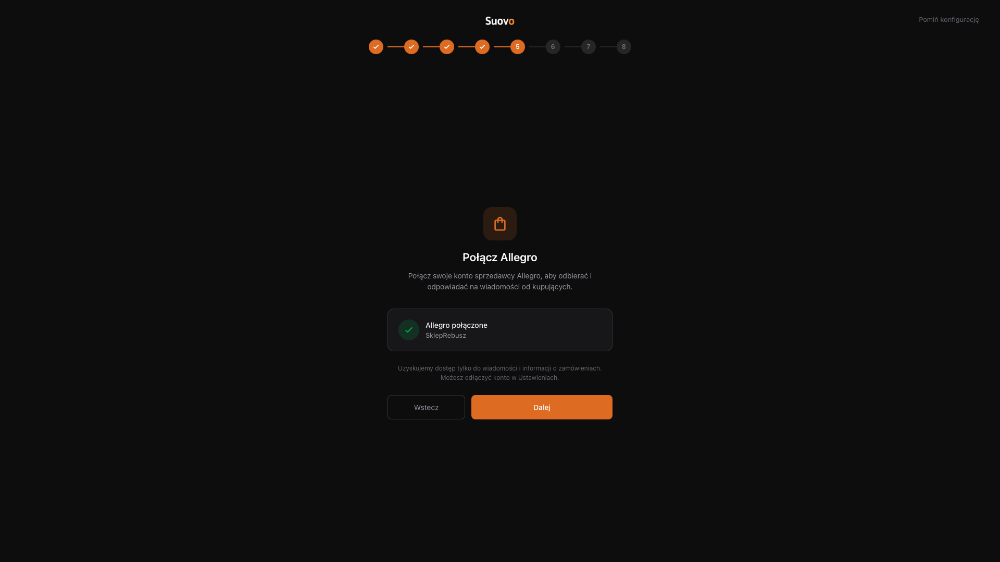 Suovo
Pomiń konfigurację
5
6
7
8
Połącz Allegro
Połącz swoje konto sprzedawcy Allegro, aby odbierać i
odpowiadać na wiadomości od kupujących.
Allegro połączone
SklepRebusz
Uzyskujemy dostęp tylko do wiadomości i informacji o zamówieniach.
Możesz odłączyć konto w Ustawieniach.
Wstecz
Dalej